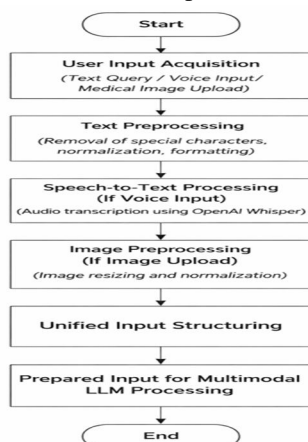 Start
User Input Acquisition
(Text Query / Voice Input/
Medical Image Upload)
Text Preprocessing
(Removal of special characters,
normalization, formatting)
Speech-to-Text Processing
(If Voice Input)
(Audio transcription using OpenAI Whisper)
Image Preprocessing
(If Image Upload)
(Image resizing and normalization)
Unified Input Structuring
Prepared Input for Multimodal
LLM Processing
End